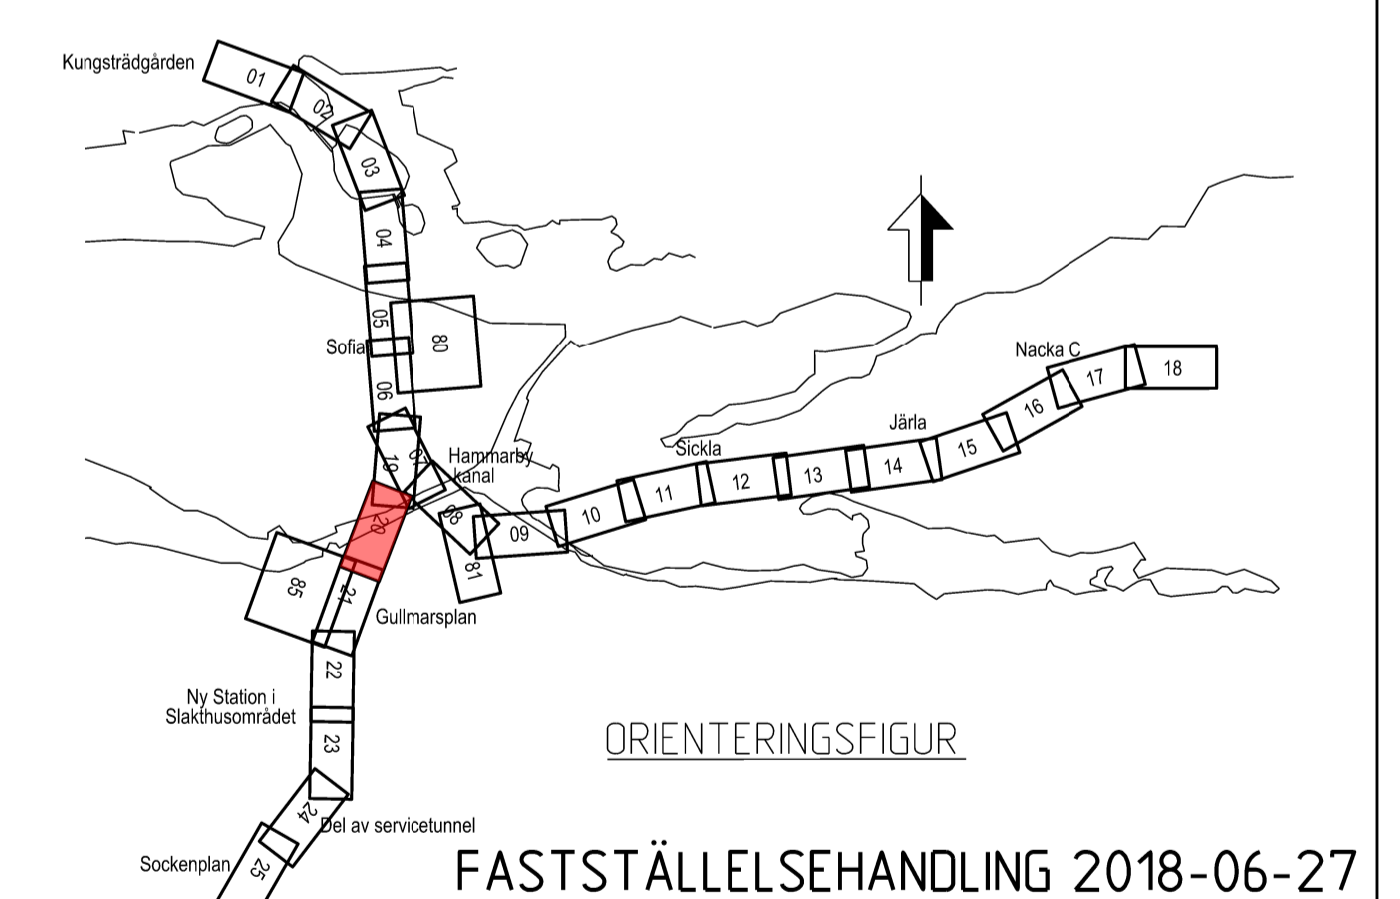 Kungsträdgården
01
02
03
04
05
Sofia
80
06
Nacka C
18
17
16
Järla
15
Sickla
14
13
12
11
10
Hammarby
kanal
19
07
08
09
20
81
85
21
Gullmarsplan
22
Ny Station i
Slakthusområdet
23
ORIENTERINGSFIGUR
24
Del av servicetunnel
Sockenplan
25
FASTSTÄLLELSEHANDLING 2018-06-27